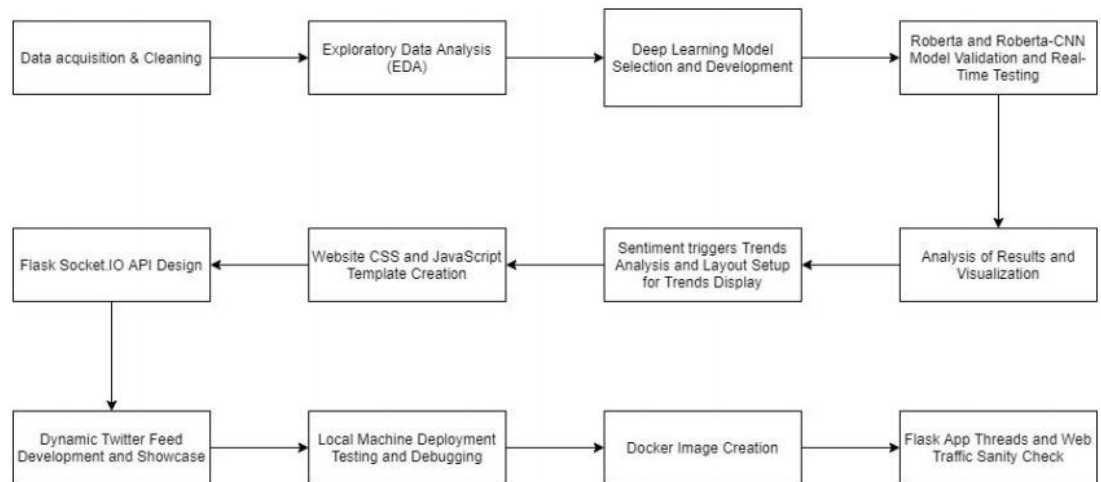 Data acquisition & Cleaning
Exploratory Data Analysis
(EDA)
Deep Learning Model
Selection and Development
Roberta and Roberta-CNN
Model Validation and Real-
Time Testing
Flask Socket.IO API Design
Website CSS and JavaScript
Template Creation
Sentiment triggers Trends
Analysis and Layout Setup
for Trends Display
Analysis of Results and
Visualization
Dynamic Twitter Feed
Development and Showcase
Local Machine Deployment
Testing and Debugging
Docker Image Creation
Flask App Threads and Web
Traffic Sanity Check